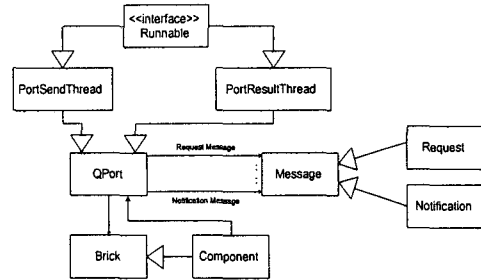 <<interface>>
Runnable
PortSendThread
PortResultThread
Request Message
QPort
Message
Request
Notification Message
Notification
Brick
Component